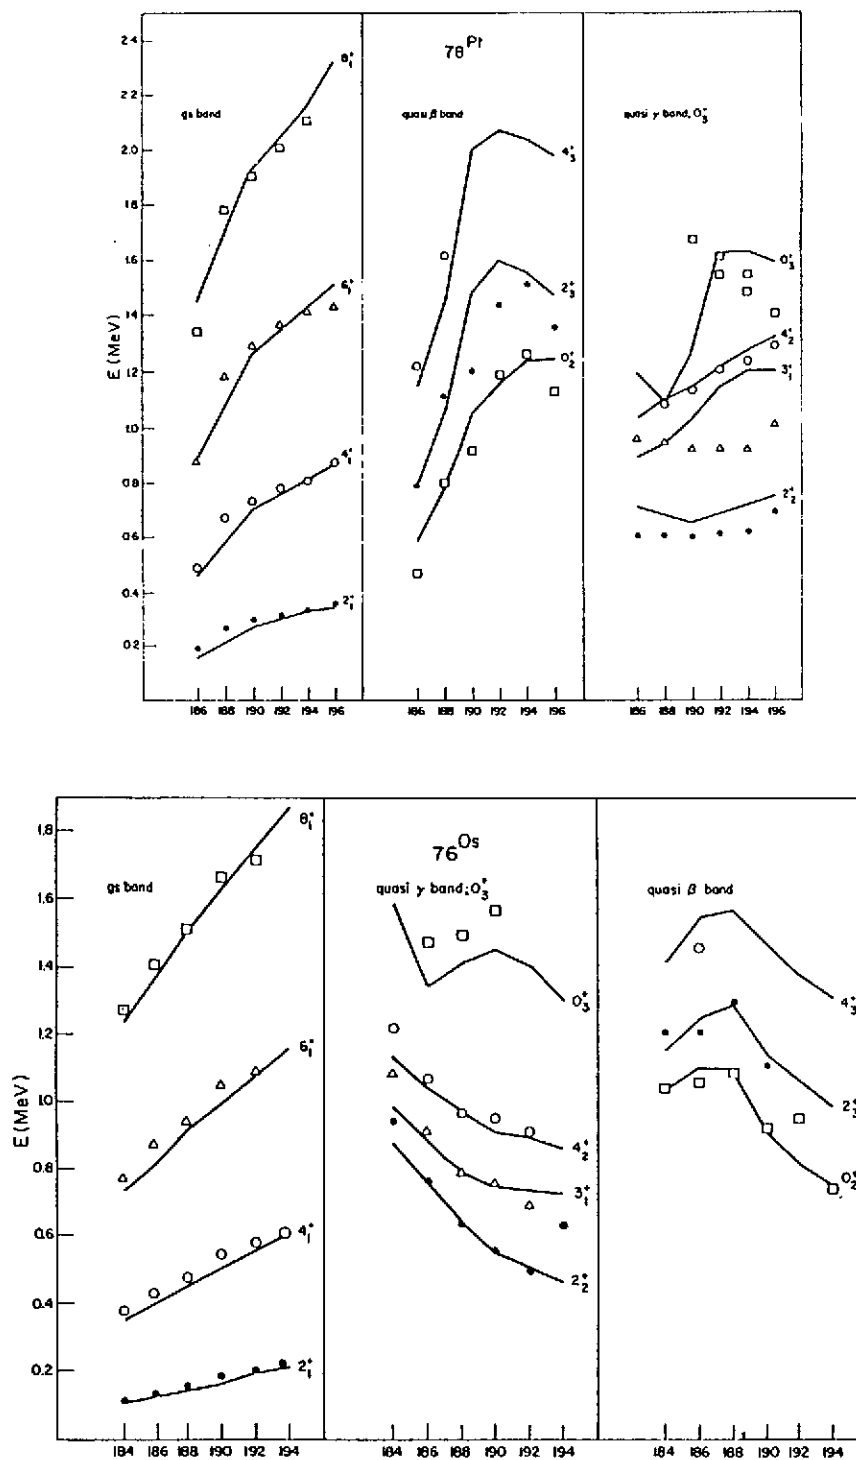 78Pt
gs band
quasi β band
quasi γ band, 0₃⁺
E (MeV)
2.4
2.2
2.0
1.8
1.6
1.4
1.2
1.0
0.8
0.6
0.4
0.2
8₁⁺
6₁⁺
4₁⁺
2₁⁺
4₃⁺
2₃⁺
0₂⁺
0₃⁺
4₂⁺
3₁⁺
2₂⁺
186 188 190 192 194 196
186 188 190 192 194 196
186 188 190 192 194 196
76Os
gs band
quasi γ band; 0₃⁺
quasi β band
E (MeV)
1.8
1.6
1.4
1.2
1.0
0.8
0.6
0.4
0.2
8₁⁺
6₁⁺
4₁⁺
2₁⁺
0₃⁺
4₂⁺
3₁⁺
2₂⁺
4₃⁺
2₃⁺
0₂⁺
184 186 188 190 192 194
184 186 188 190 192 194
184 186 188 190 192 194